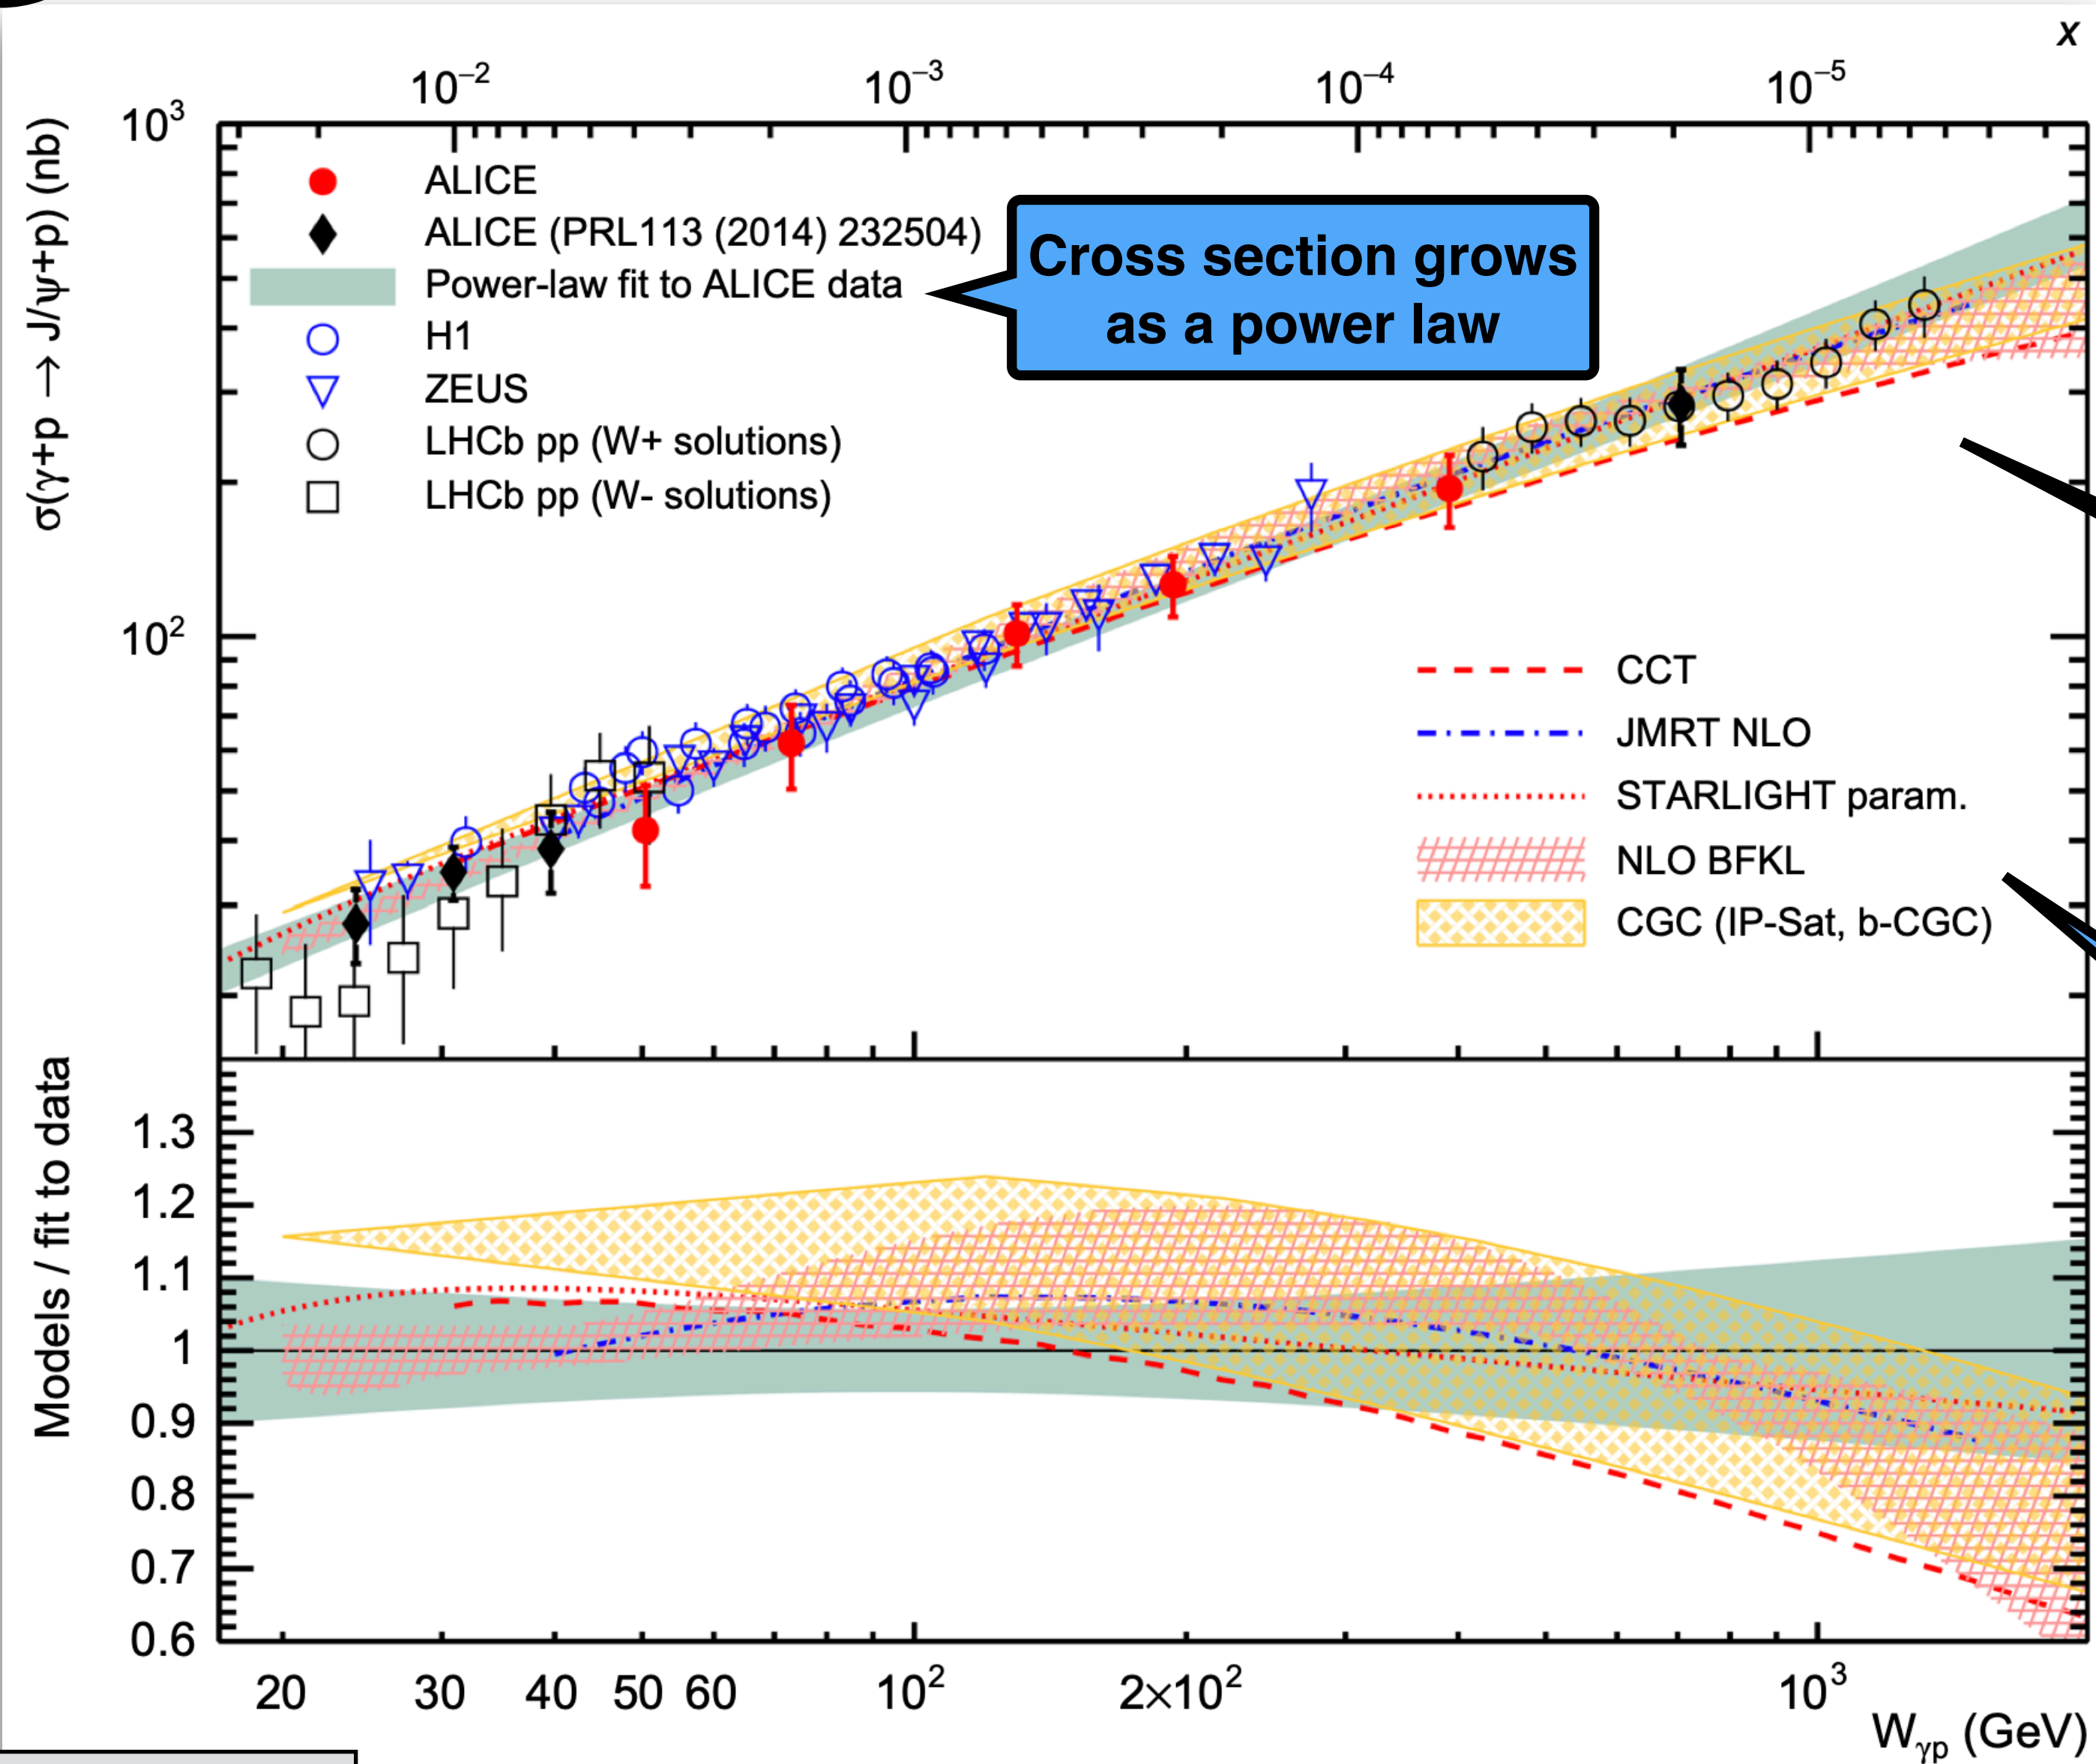 x
10⁻² 10⁻³ 10⁻⁴ 10⁻⁵
σ(γ+p → J/ψ+p) (nb)
10³
10²
ALICE
ALICE (PRL113 (2014) 232504)
Power-law fit to ALICE data
H1
ZEUS
LHCb pp (W+ solutions)
LHCb pp (W- solutions)
Cross section grows
as a power law
CCT
JMRT NLO
STARLIGHT param.
NLO BFKL
CGC (IP-Sat, b-CGC)
Models / fit to data
1.3
1.2
1.1
1
0.9
0.8
0.7
0.6
20 30 40 50 60 10² 2×10² 10³
Wγp (GeV)